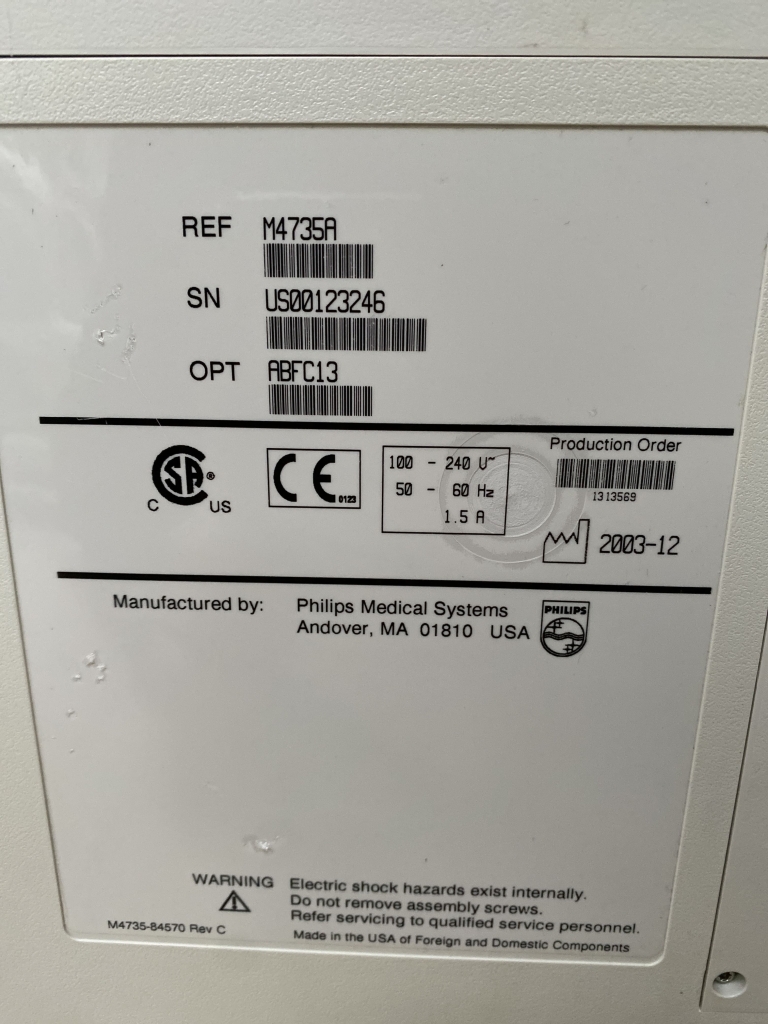 REF M4735A
SN US00123246
OPT ABFC13
C SA ® US
CE 0123
100 - 240 V~
50 - 60 Hz
1.5 A
Production Order
1313569
2003-12
Manufactured by: Philips Medical Systems
Andover, MA 01810 USA
PHILIPS
WARNING Electric shock hazards exist internally.
Do not remove assembly screws.
Refer servicing to qualified service personnel.
M4735-84570 Rev C
Made in the USA of Foreign and Domestic Components